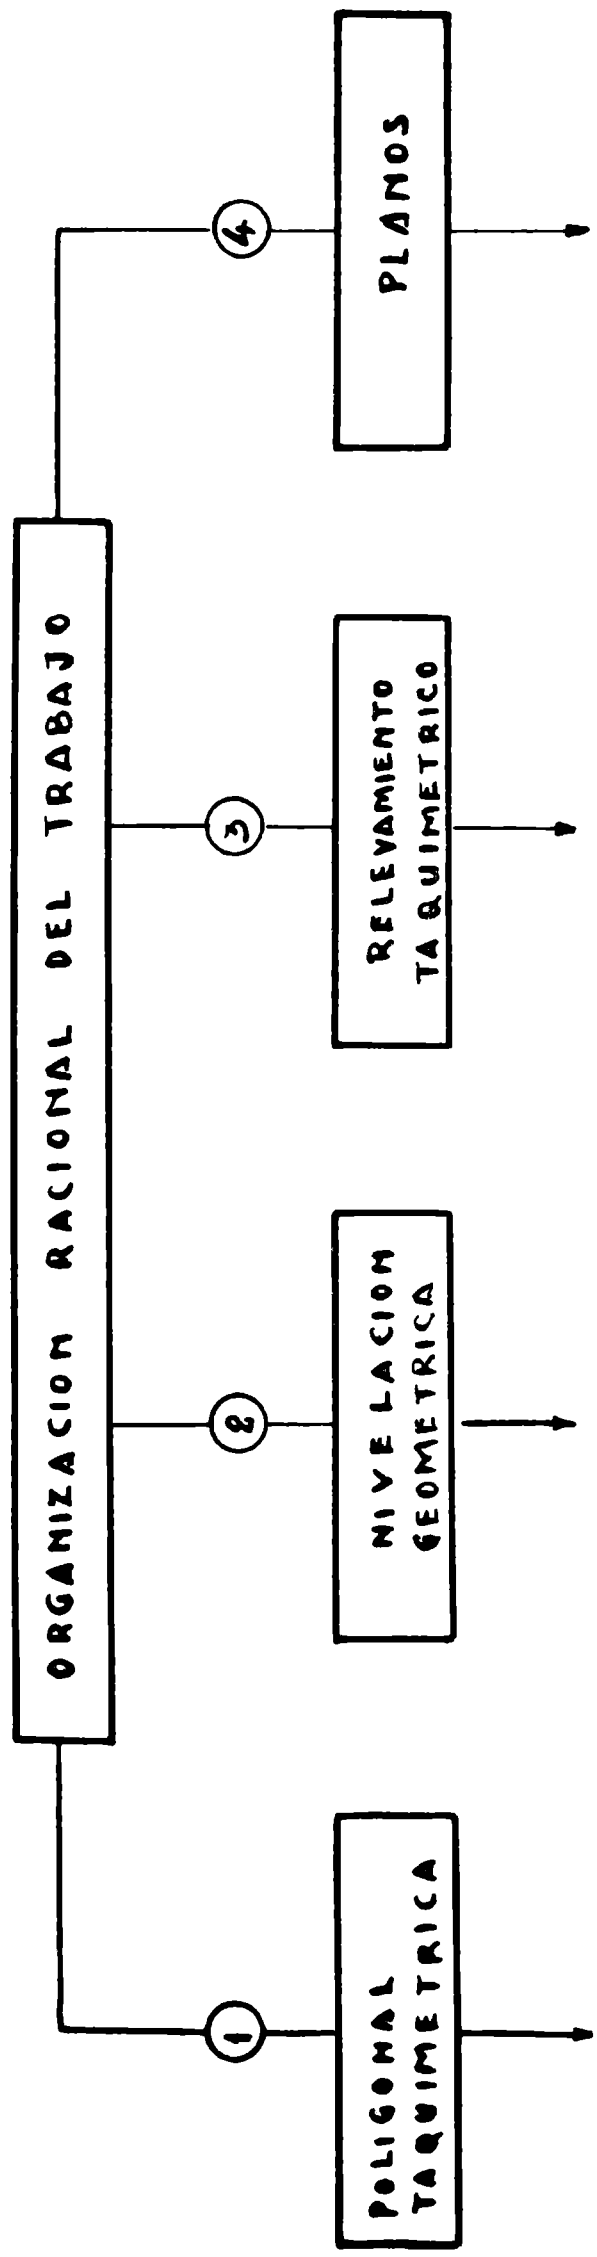 ORGANIZACION RACIONAL DEL TRABAJO
1
2
3
4
POLIGONAL
TAQUIMETRICA
NIVELACION
GEOMETRICA
RELEVAMIENTO
TAQUIMETRICO
PLANOS